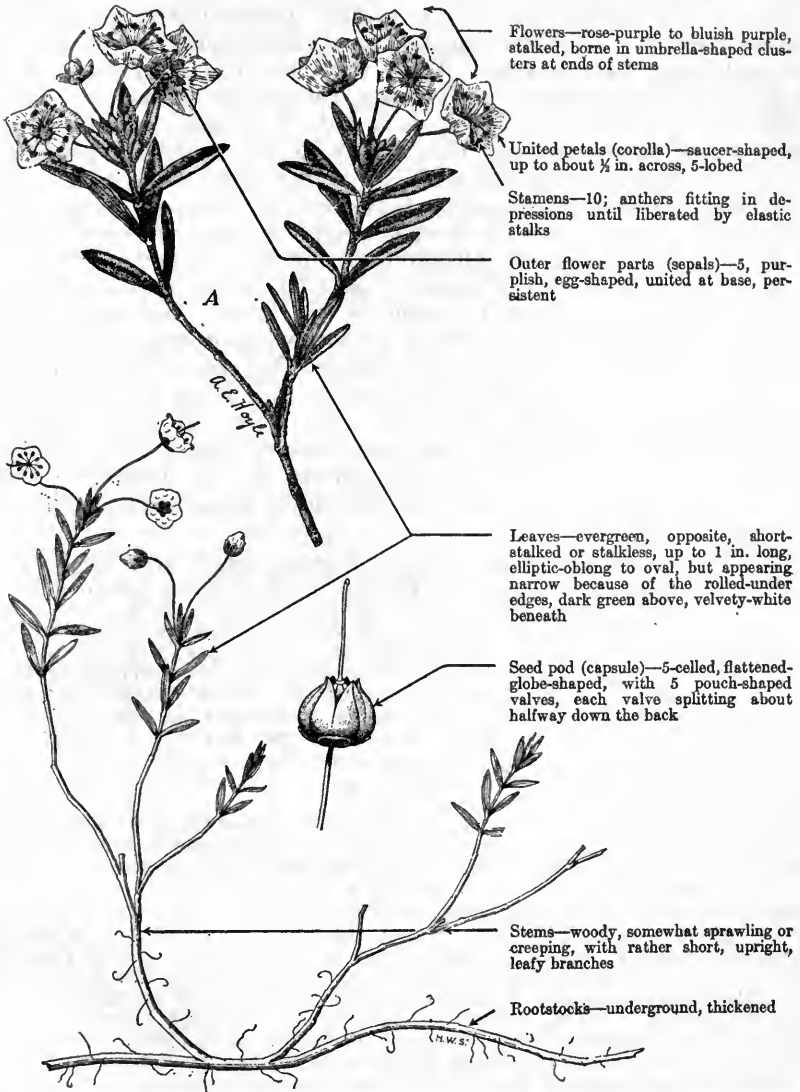 Flowers—rose-purple to bluish purple,
stalked, borne in umbrella-shaped clus-
ters at ends of stems
United petals (corolla)—saucer-shaped,
up to about ½ in. across, 5-lobed
Stamens—10; anthers fitting in de-
pressions until liberated by elastic
stalks
Outer flower parts (sepals)—5, pur-
plish, egg-shaped, united at base, per-
sistent
A
A. E. Hoyle
Leaves—evergreen, opposite, short-
stalked or stalkless, up to 1 in. long,
elliptic-oblong to oval, but appearing
narrow because of the rolled-under
edges, dark green above, velvety-white
beneath
Seed pod (capsule)—5-celled, flattened-
globe-shaped, with 5 pouch-shaped
valves, each valve splitting about
halfway down the back
Stems—woody, somewhat sprawling or
creeping, with rather short, upright,
leafy branches
Rootstocks—underground, thickened
H.W.S.